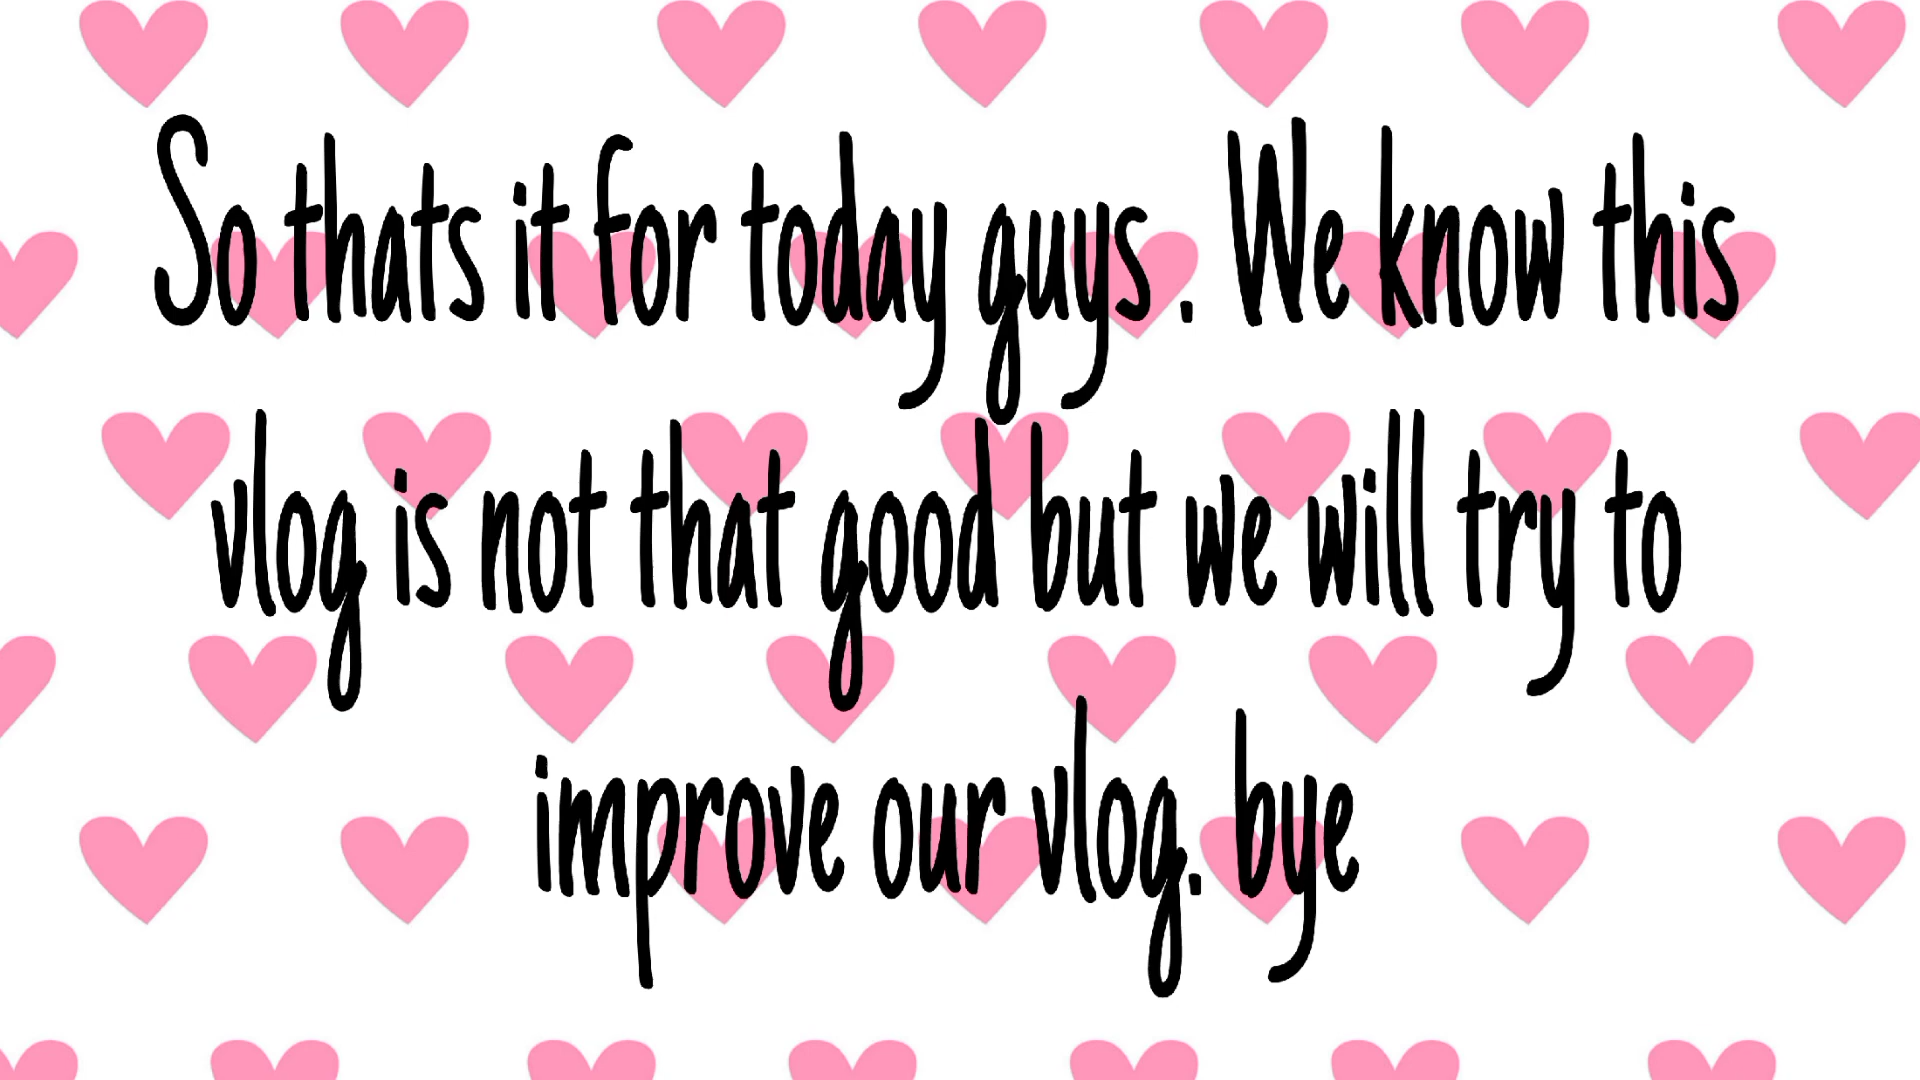 So thats it for today guys . We know this
vlog is not that good but we will try to
improve our vlog. bye